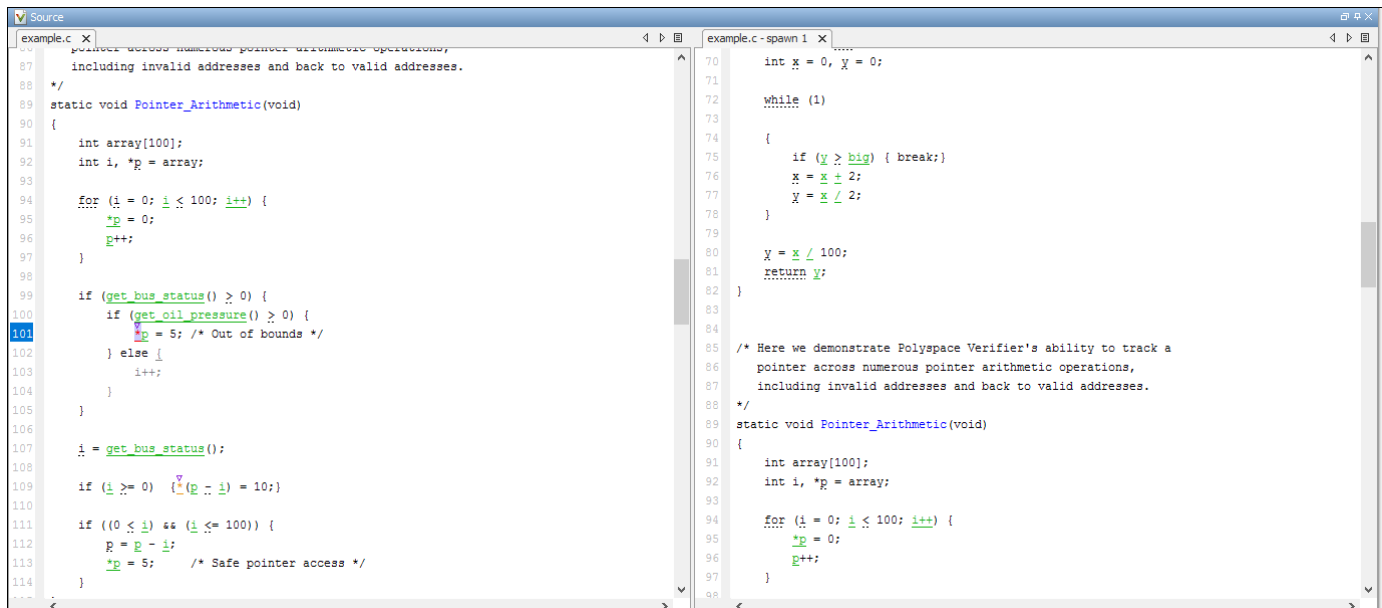 Source
example.c
86 pointer across numerous pointer arithmetic operations,
87 including invalid addresses and back to valid addresses.
88 */
89 static void Pointer_Arithmetic(void)
90 {
91 int array[100];
92 int i, *p = array;
93
94 for (i = 0; i < 100; i++) {
95 *p = 0;
96 p++;
97 }
98
99 if (get_bus_status() > 0) {
100 if (get_oil_pressure() > 0) {
101 *p = 5; /* Out of bounds */
102 } else {
103 i++;
104 }
105 }
106
107 i = get_bus_status();
108
109 if (i >= 0) {*(p - i) = 10;}
110
111 if ((0 < i) && (i <= 100)) {
112 p = p - i;
113 *p = 5; /* Safe pointer access */
114 }
example.c - spawn 1
70 int x = 0, y = 0;
71
72 while (1)
73
74 {
75 if (y > big) { break;}
76 x = x + 2;
77 y = x / 2;
78 }
79
80 y = x / 100;
81 return y;
82 }
83
84
85 /* Here we demonstrate Polyspace Verifier's ability to track a
86 pointer across numerous pointer arithmetic operations,
87 including invalid addresses and back to valid addresses.
88 */
89 static void Pointer_Arithmetic(void)
90 {
91 int array[100];
92 int i, *p = array;
93
94 for (i = 0; i < 100; i++) {
95 *p = 0;
96 p++;
97 }
98